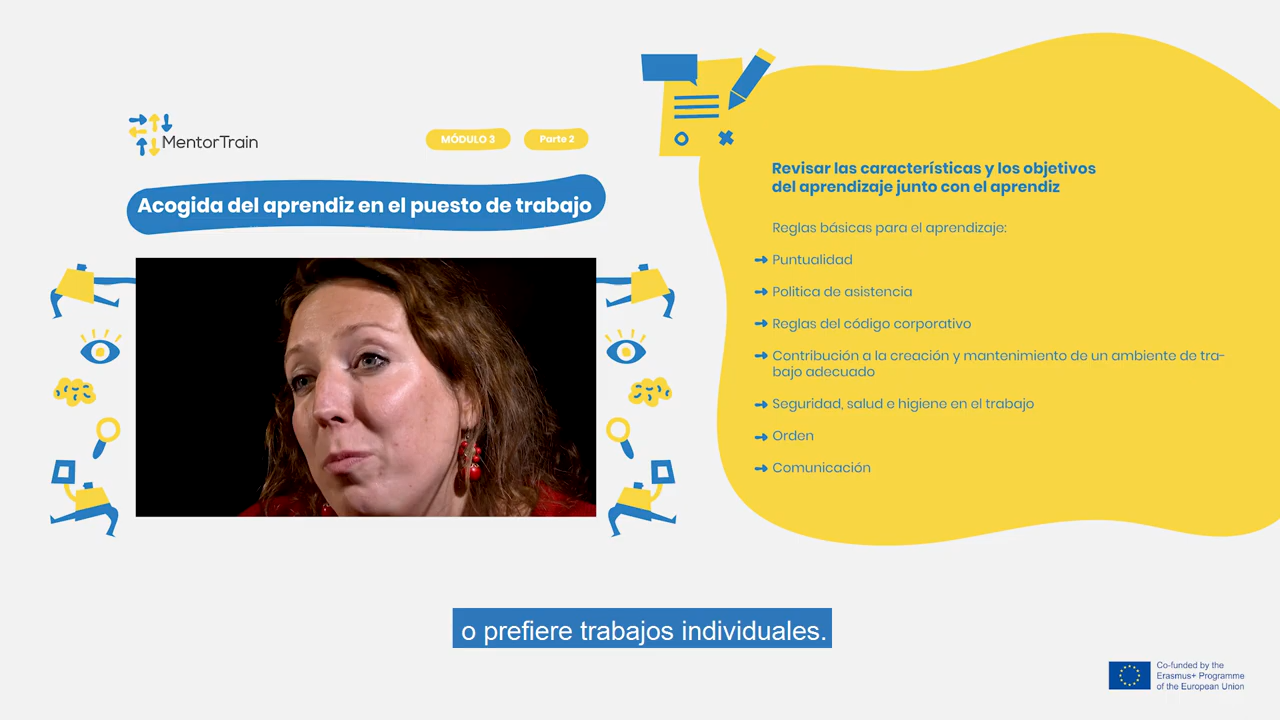 MentorTrain
MÓDULO 3
Parte 2
Acogida del aprendiz en el puesto de trabajo
Revisar las características y los objetivos
del aprendizaje junto con el aprendiz
Reglas básicas para el aprendizaje:
Puntualidad
Politica de asistencia
Reglas del código corporativo
Contribución a la creación y mantenimiento de un ambiente de tra-
bajo adecuado
Seguridad, salud e higiene en el trabajo
Orden
Comunicación
o prefiere trabajos individuales.
Co-funded by the
Erasmus+ Programme
of the European Union